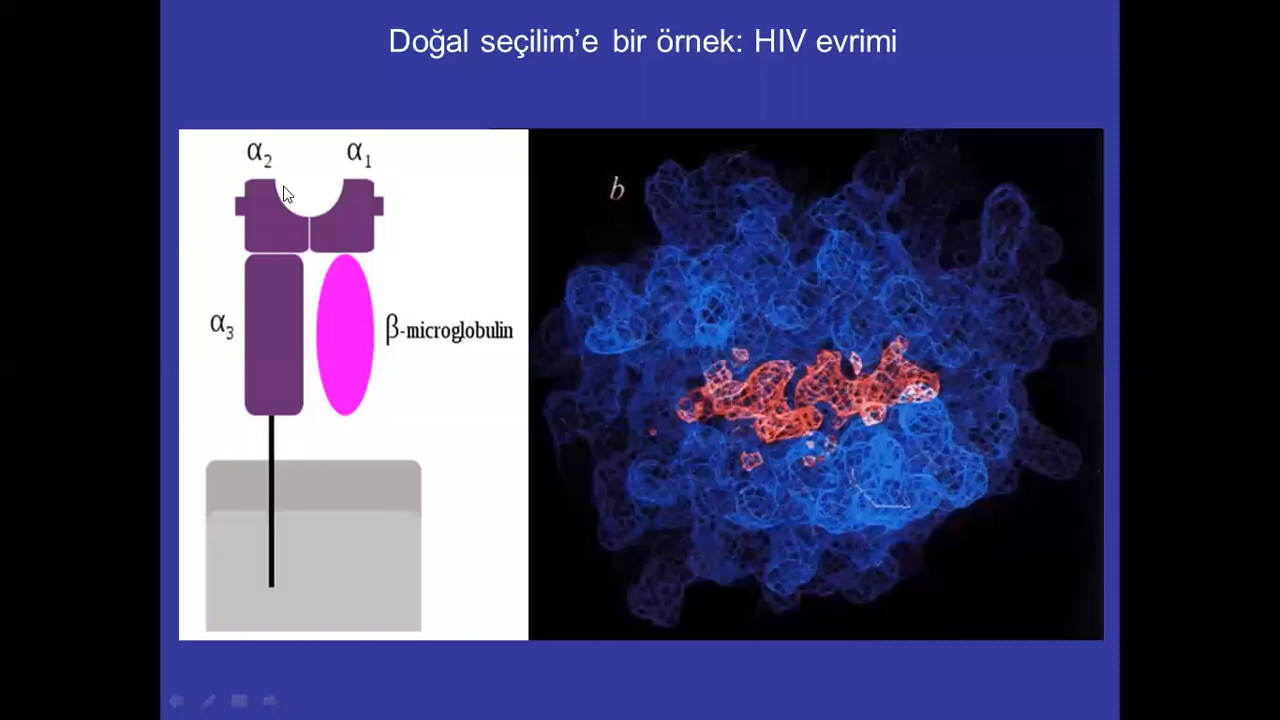 Doğal seçilim’e bir örnek: HIV evrimi
α2 α1
α3
β-microglobulin
b